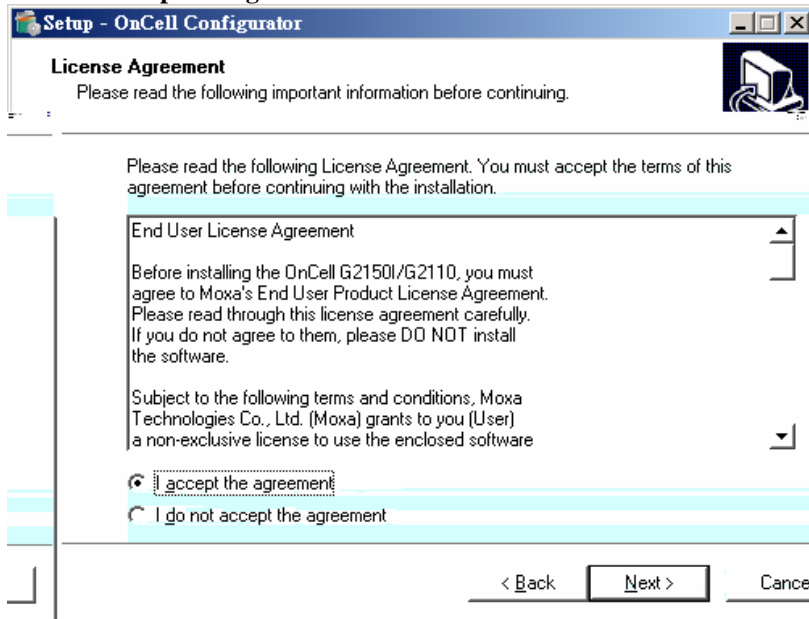 Setup - OnCell Configurator
License Agreement
Please read the following important information before continuing.
Please read the following License Agreement. You must accept the terms of this
agreement before continuing with the installation.
End User License Agreement
Before installing the OnCell G2150I/G2110, you must
agree to Moxa's End User Product License Agreement.
Please read through this license agreement carefully.
If you do not agree to them, please DO NOT install
the software.
Subject to the following terms and conditions, Moxa
Technologies Co., Ltd. (Moxa) grants to you (User)
a non-exclusive license to use the enclosed software
I accept the agreement
I do not accept the agreement
< Back
Next >
Cance